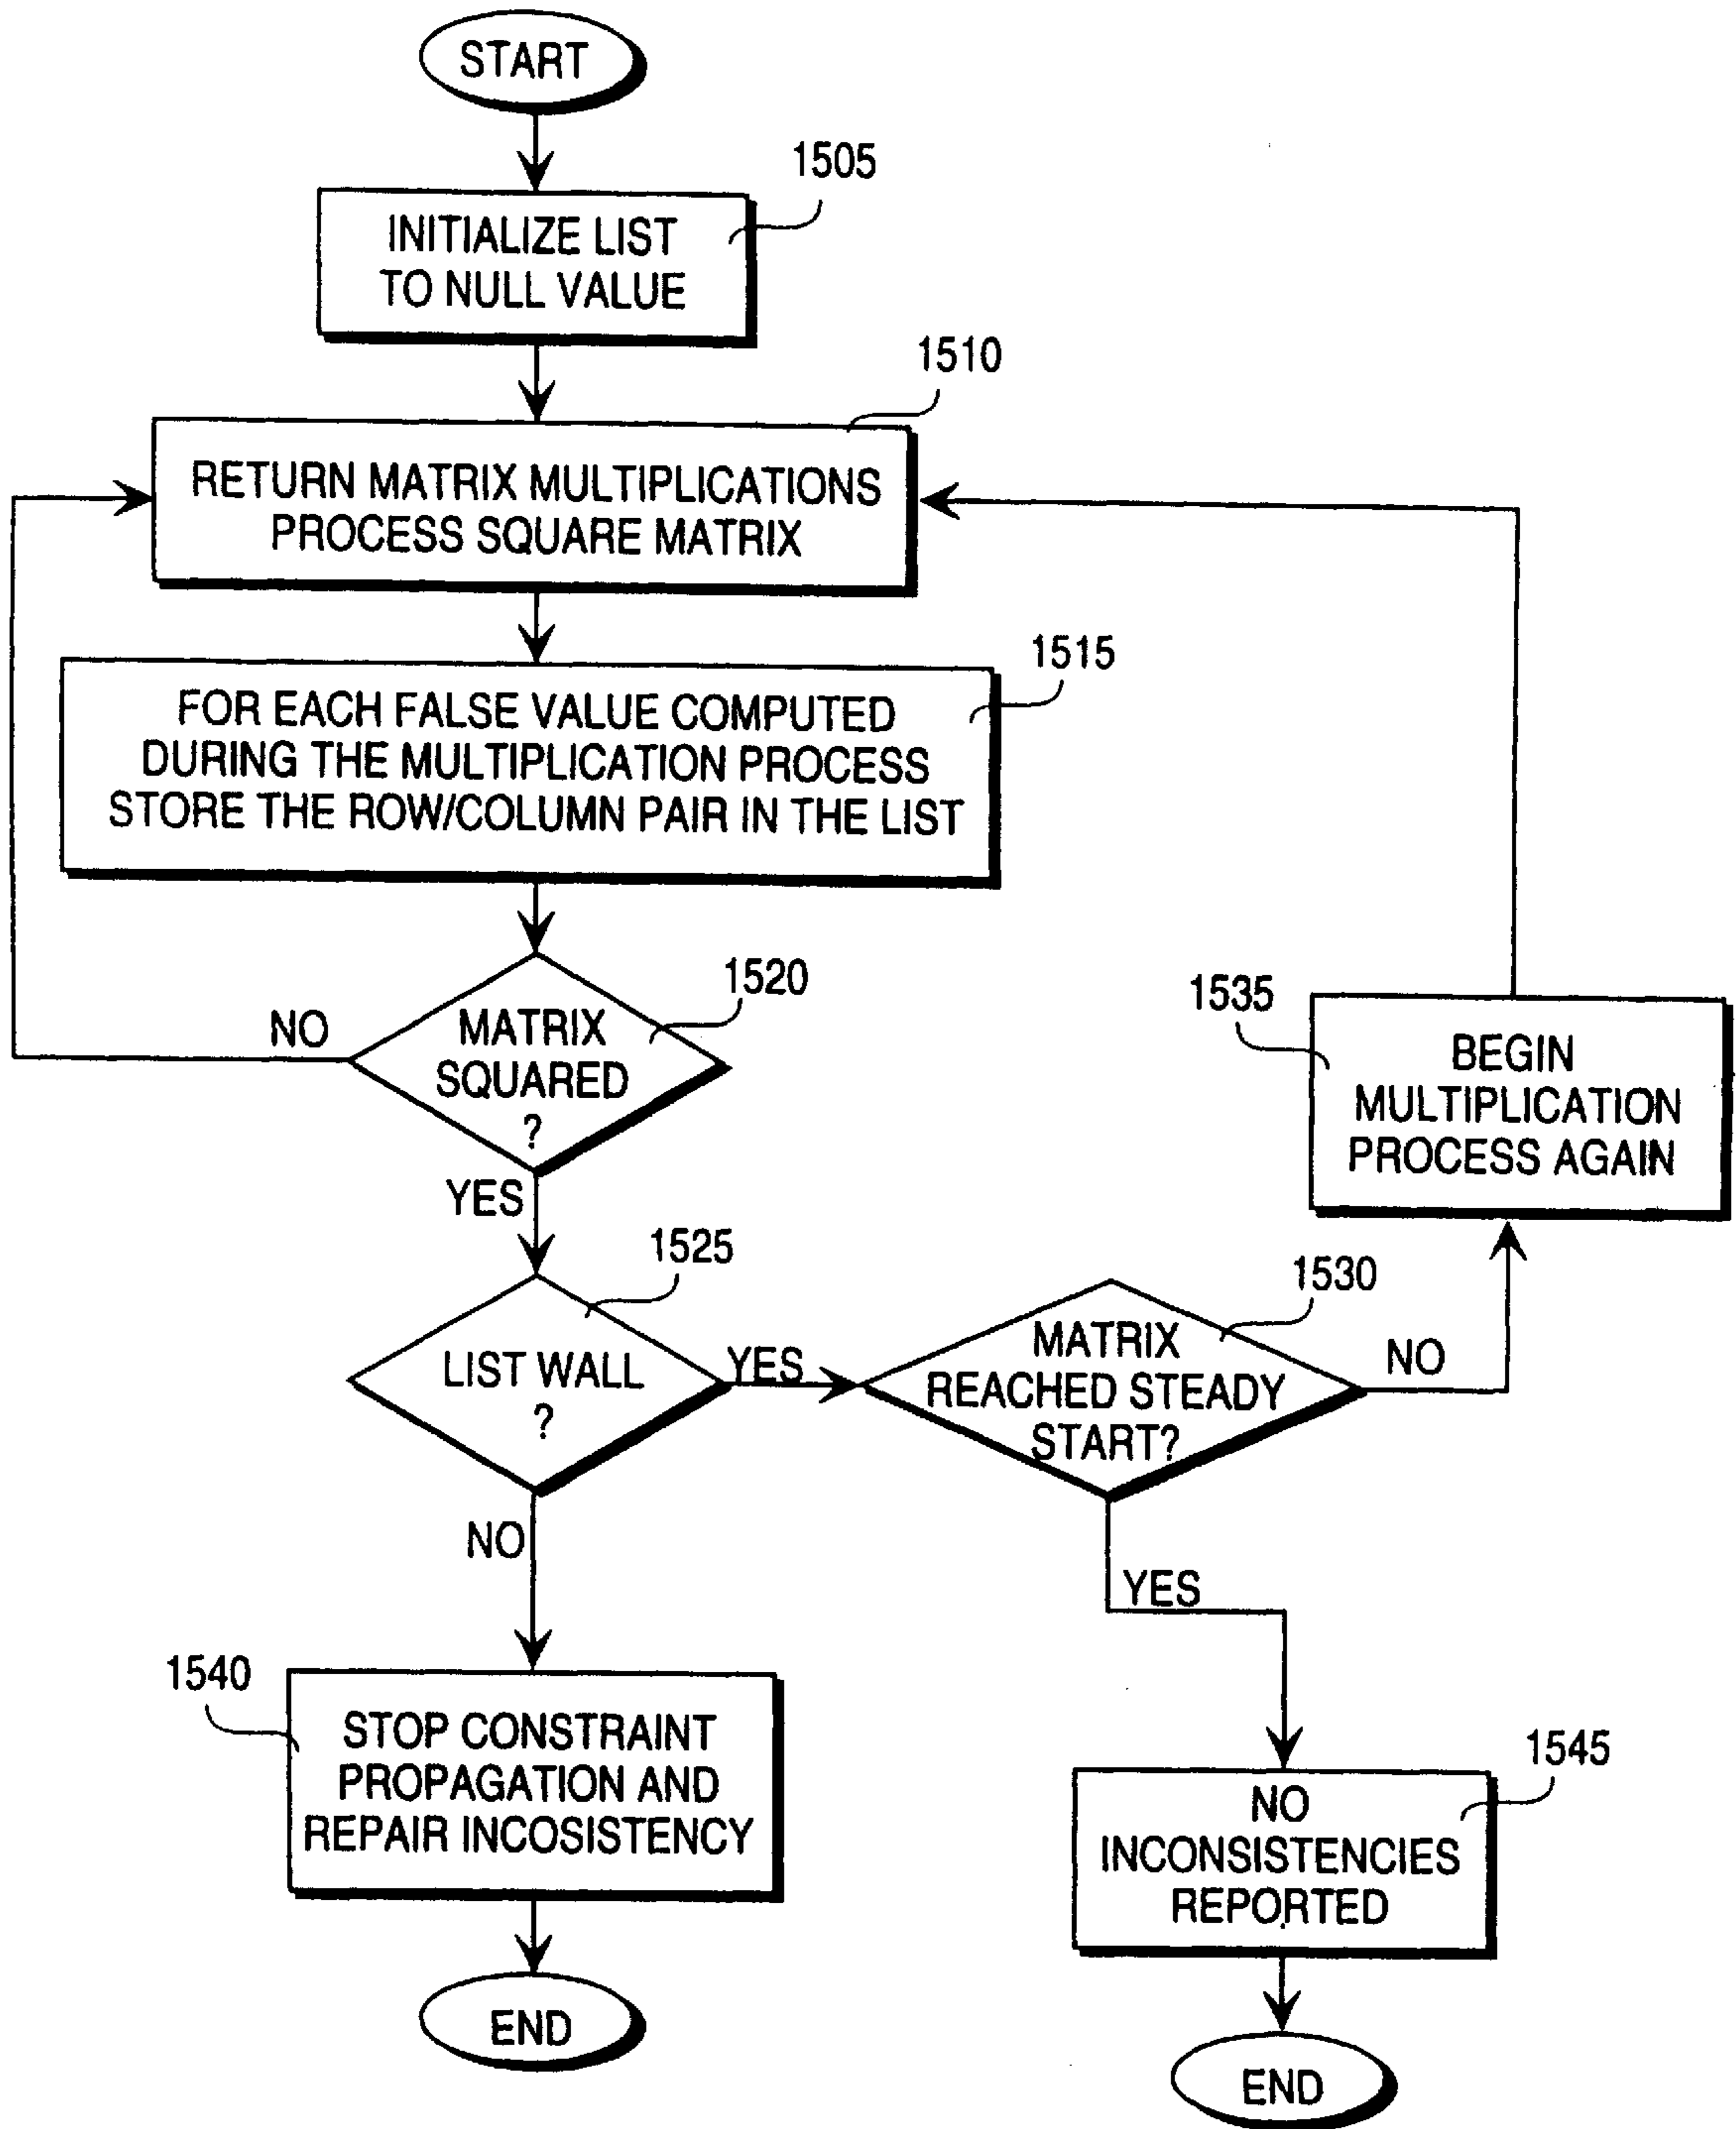 START
1505
INITIALIZE LIST
TO NULL VALUE
1510
RETURN MATRIX MULTIPLICATIONS
PROCESS SQUARE MATRIX
1515
FOR EACH FALSE VALUE COMPUTED
DURING THE MULTIPLICATION PROCESS
STORE THE ROW/COLUMN PAIR IN THE LIST
1520
NO
MATRIX
SQUARED
?
YES
1535
BEGIN
MULTIPLICATION
PROCESS AGAIN
1525
LIST WALL
?
YES
1530
MATRIX
REACHED STEADY
START?
NO
NO
YES
1540
STOP CONSTRAINT
PROPAGATION AND
REPAIR INCOSISTENCY
1545
NO
INCONSISTENCIES
REPORTED
END
END